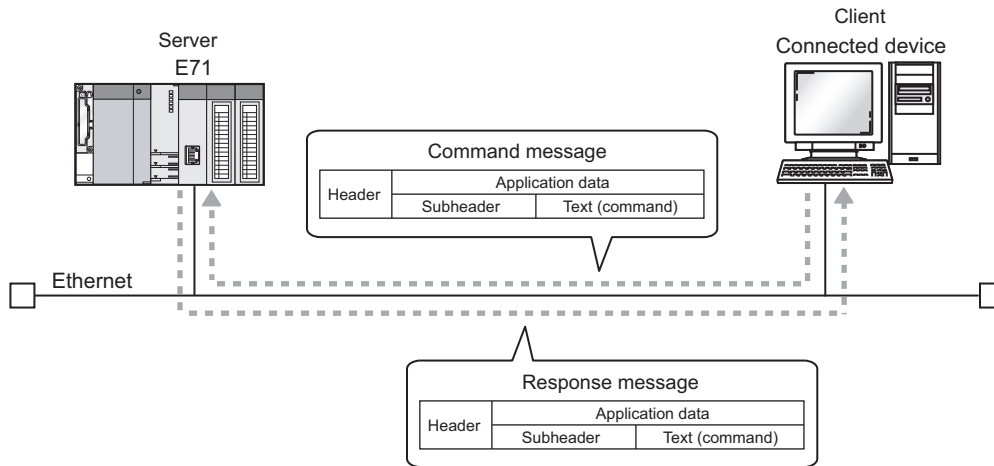 Server
E71
Client
Connected device
Command message
Header
Application data
Subheader
Text (command)
Ethernet
Response message
Header
Application data
Subheader
Text (command)